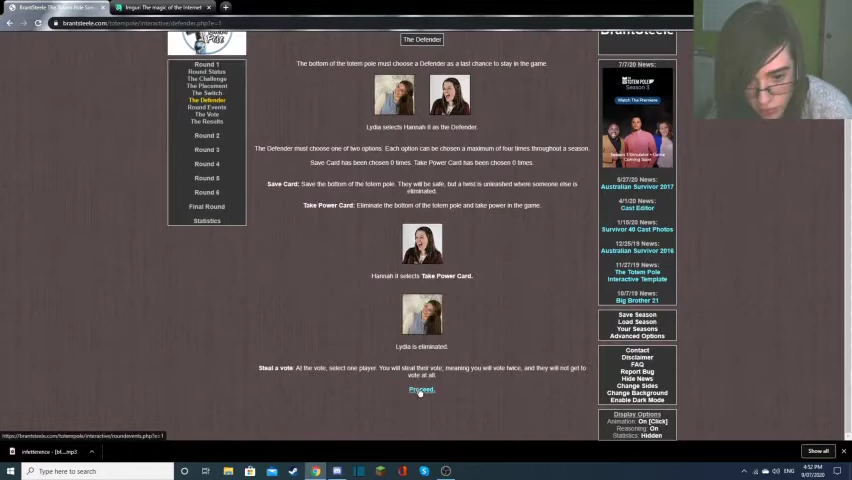 BrantSteele The Totem Pole Sim
Imgur: The magic of the Internet
brantsteele.com/totempole/interactive/defender.php?e=1
Round 1
Round Status
The Challenge
The Placement
The Switch
The Defender
Round Events
The Vote
The Results
Round 2
Round 3
Round 4
Round 5
Round 6
Final Round
Statistics
The Defender
The bottom of the totem pole must choose a Defender as a last chance to stay in the game.
Lydia selects Hannah II as the Defender.
The Defender must choose one of two options. Each option can be chosen a maximum of four times throughout a season.
Save Card has been chosen 0 times. Take Power Card has been chosen 0 times.
Save Card: Save the bottom of the totem pole. They will be safe, but a twist is unleashed where someone else is
eliminated.
Take Power Card: Eliminate the bottom of the totem pole and take power in the game.
Hannah II selects Take Power Card.
Lydia is eliminated.
Steal a vote: At the vote, select one player. You will steal their vote, meaning you will vote twice, and they will not get to
vote at all.
Proceed.
BrantSteele
7/7/20 News:
TOTEM POLE
Season 3
Watch The Premiere
5/27/20 News:
Australian Survivor 2017
4/1/20 News:
Cast Editor
1/15/20 News:
Survivor 40 Cast Photos
12/25/19 News:
Australian Survivor 2016
11/27/19 News:
The Totem Pole
Interactive Template
10/7/19 News:
Big Brother 21
Save Season
Load Season
Your Seasons
Advanced Options
Contact
Disclaimer
FAQ
Report Bug
Hide News
Change Sides
Change Background
Enable Dark Mode
Display Options
Animation: On [Click]
Reasoning: On
Statistics: Hidden
https://brantsteele.com/totempole/interactive/roundevents.php?e=1
infetterence - [bl....mp3
Show all
Type here to search
ENG
4:52 PM
9/07/2020